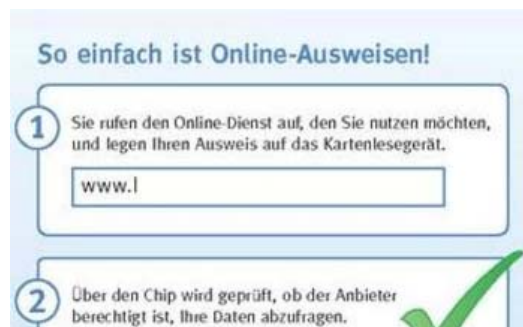 So einfach ist Online-Ausweisen!
1
Sie rufen den Online-Dienst auf, den Sie nutzen möchten,
und legen Ihren Ausweis auf das Kartenlesegerät.
www.l
2
Über den Chip wird geprüft, ob der Anbieter
berechtigt ist, Ihre Daten abzufragen.